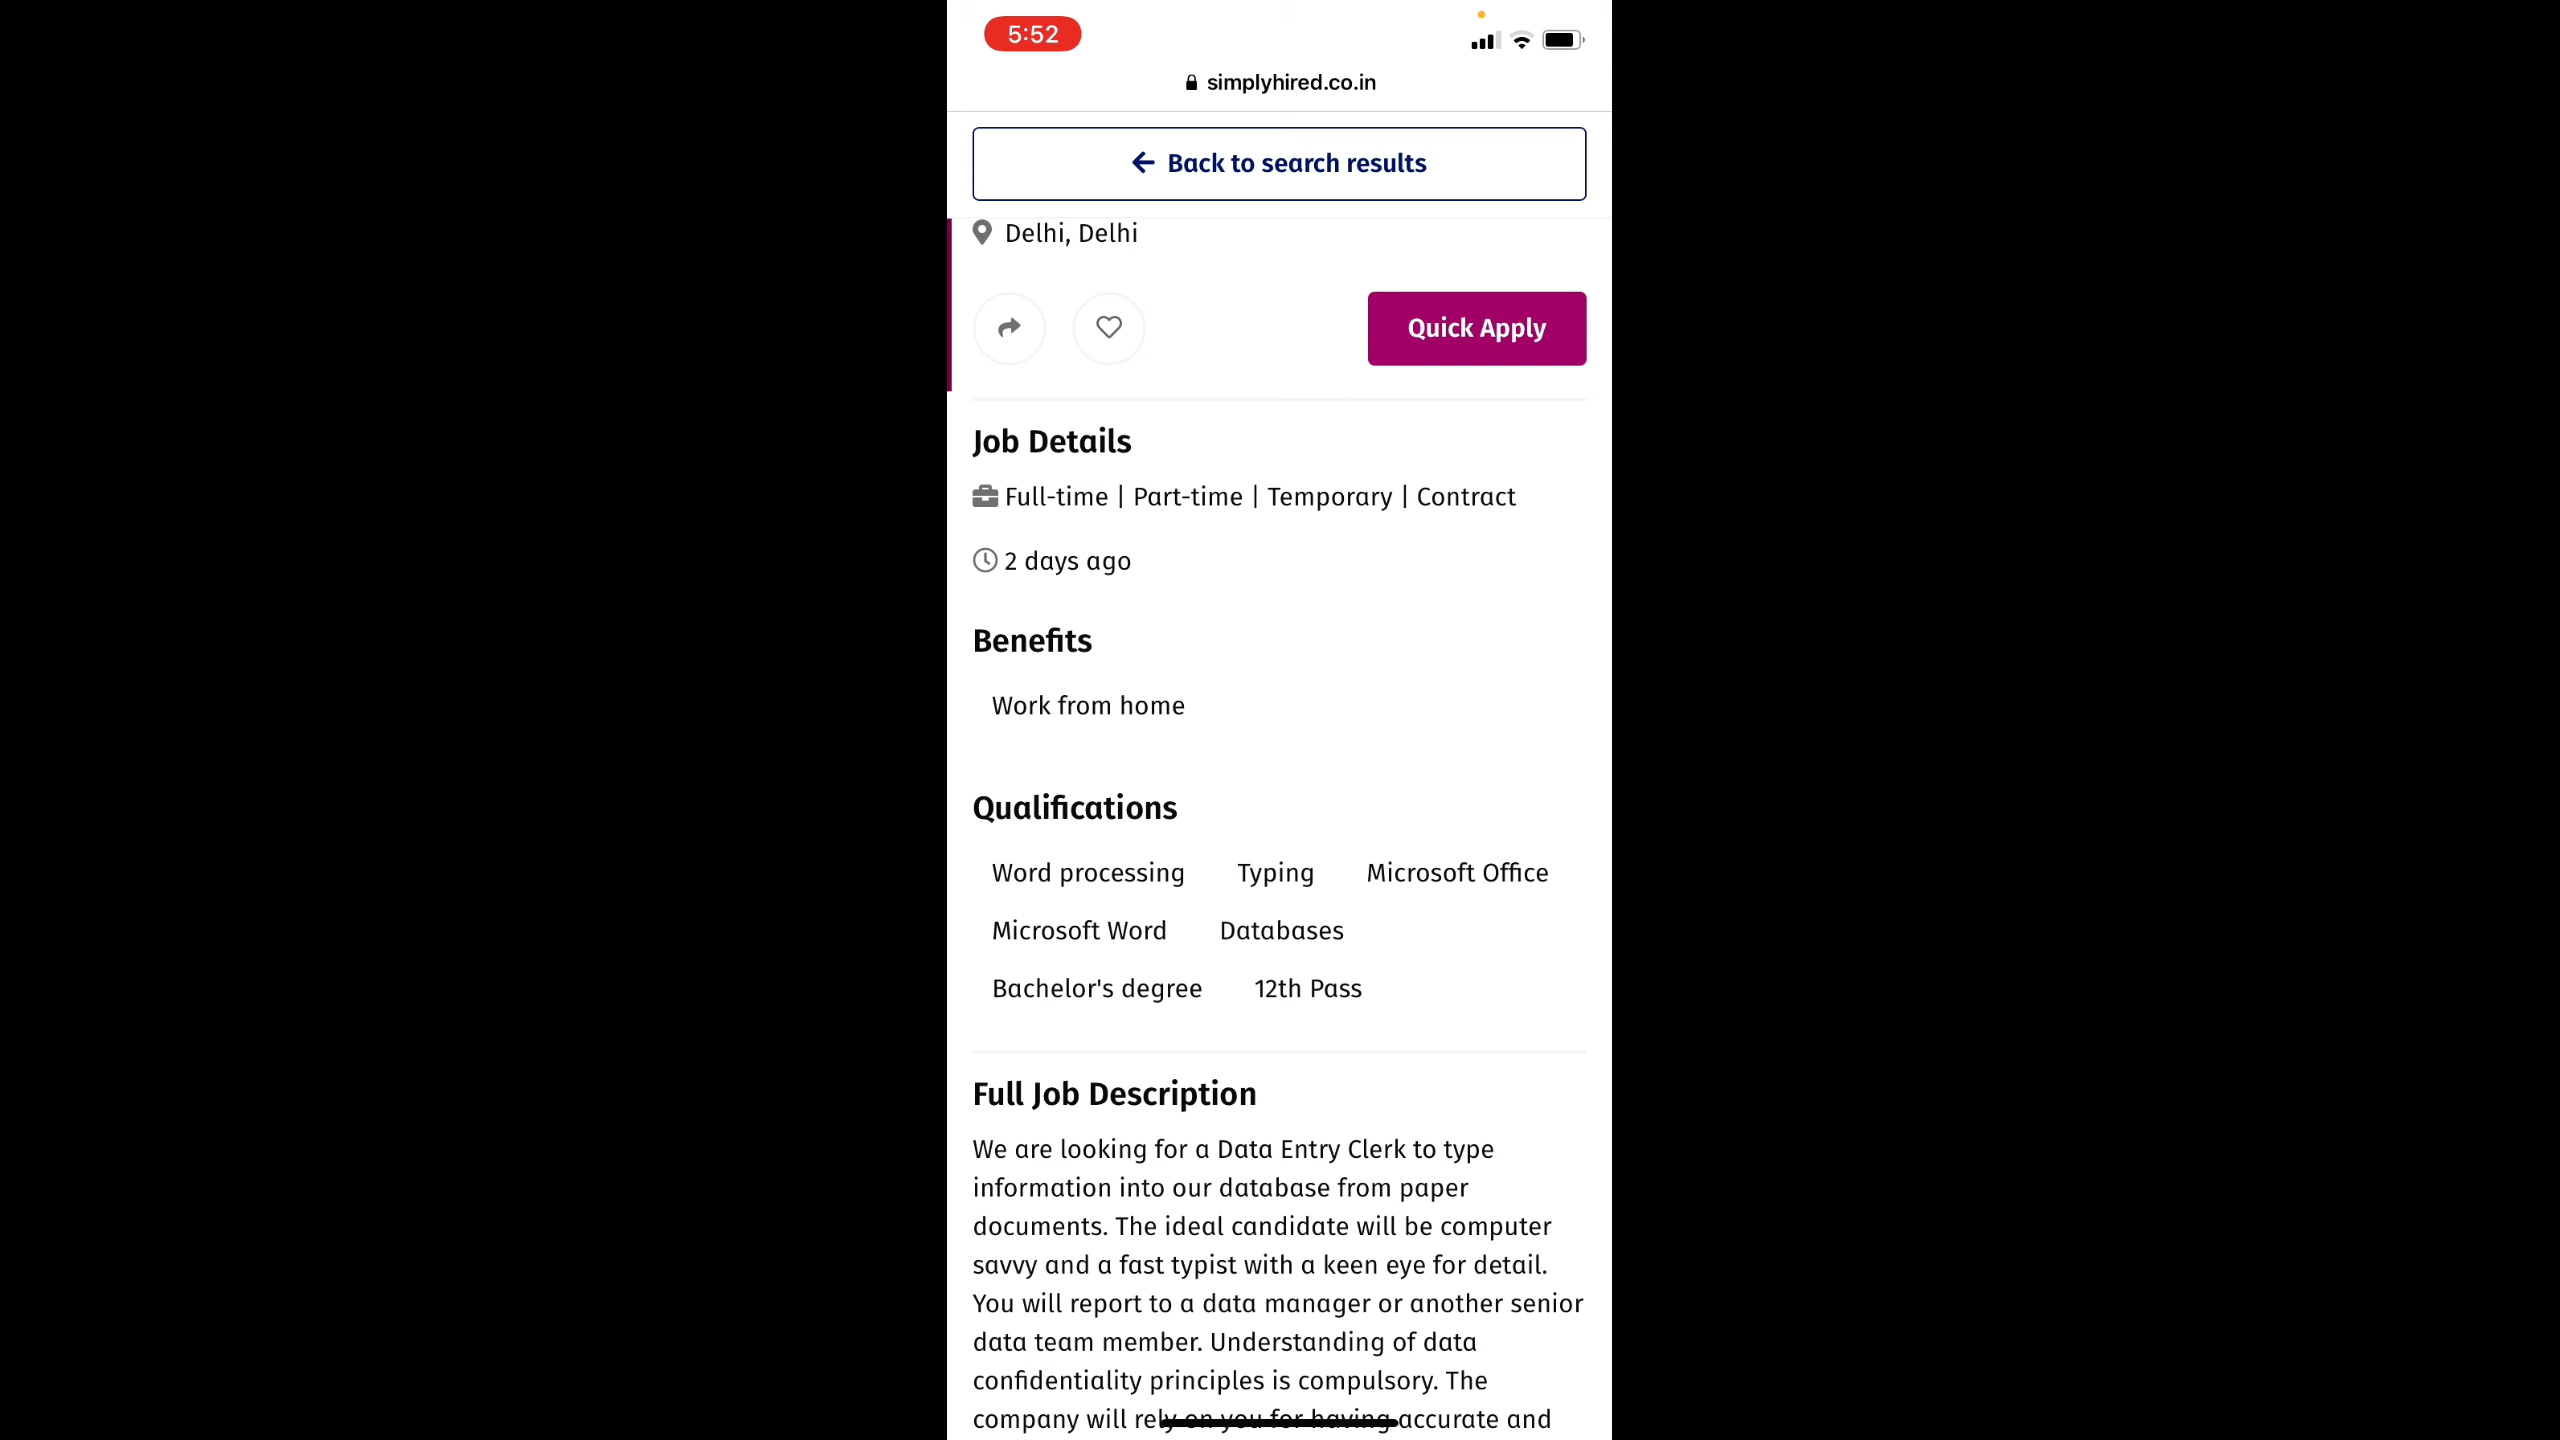 5:52
simplyhired.co.in
Back to search results
Delhi, Delhi
Quick Apply
Job Details
Full-time | Part-time | Temporary | Contract
2 days ago
Benefits
Work from home
Qualifications
Word processing Typing Microsoft Office
Microsoft Word Databases
Bachelor's degree 12th Pass
Full Job Description
We are looking for a Data Entry Clerk to type
information into our database from paper
documents. The ideal candidate will be computer
savvy and a fast typist with a keen eye for detail.
You will report to a data manager or another senior
data team member. Understanding of data
confidentiality principles is compulsory. The
company will rely on you for having accurate and